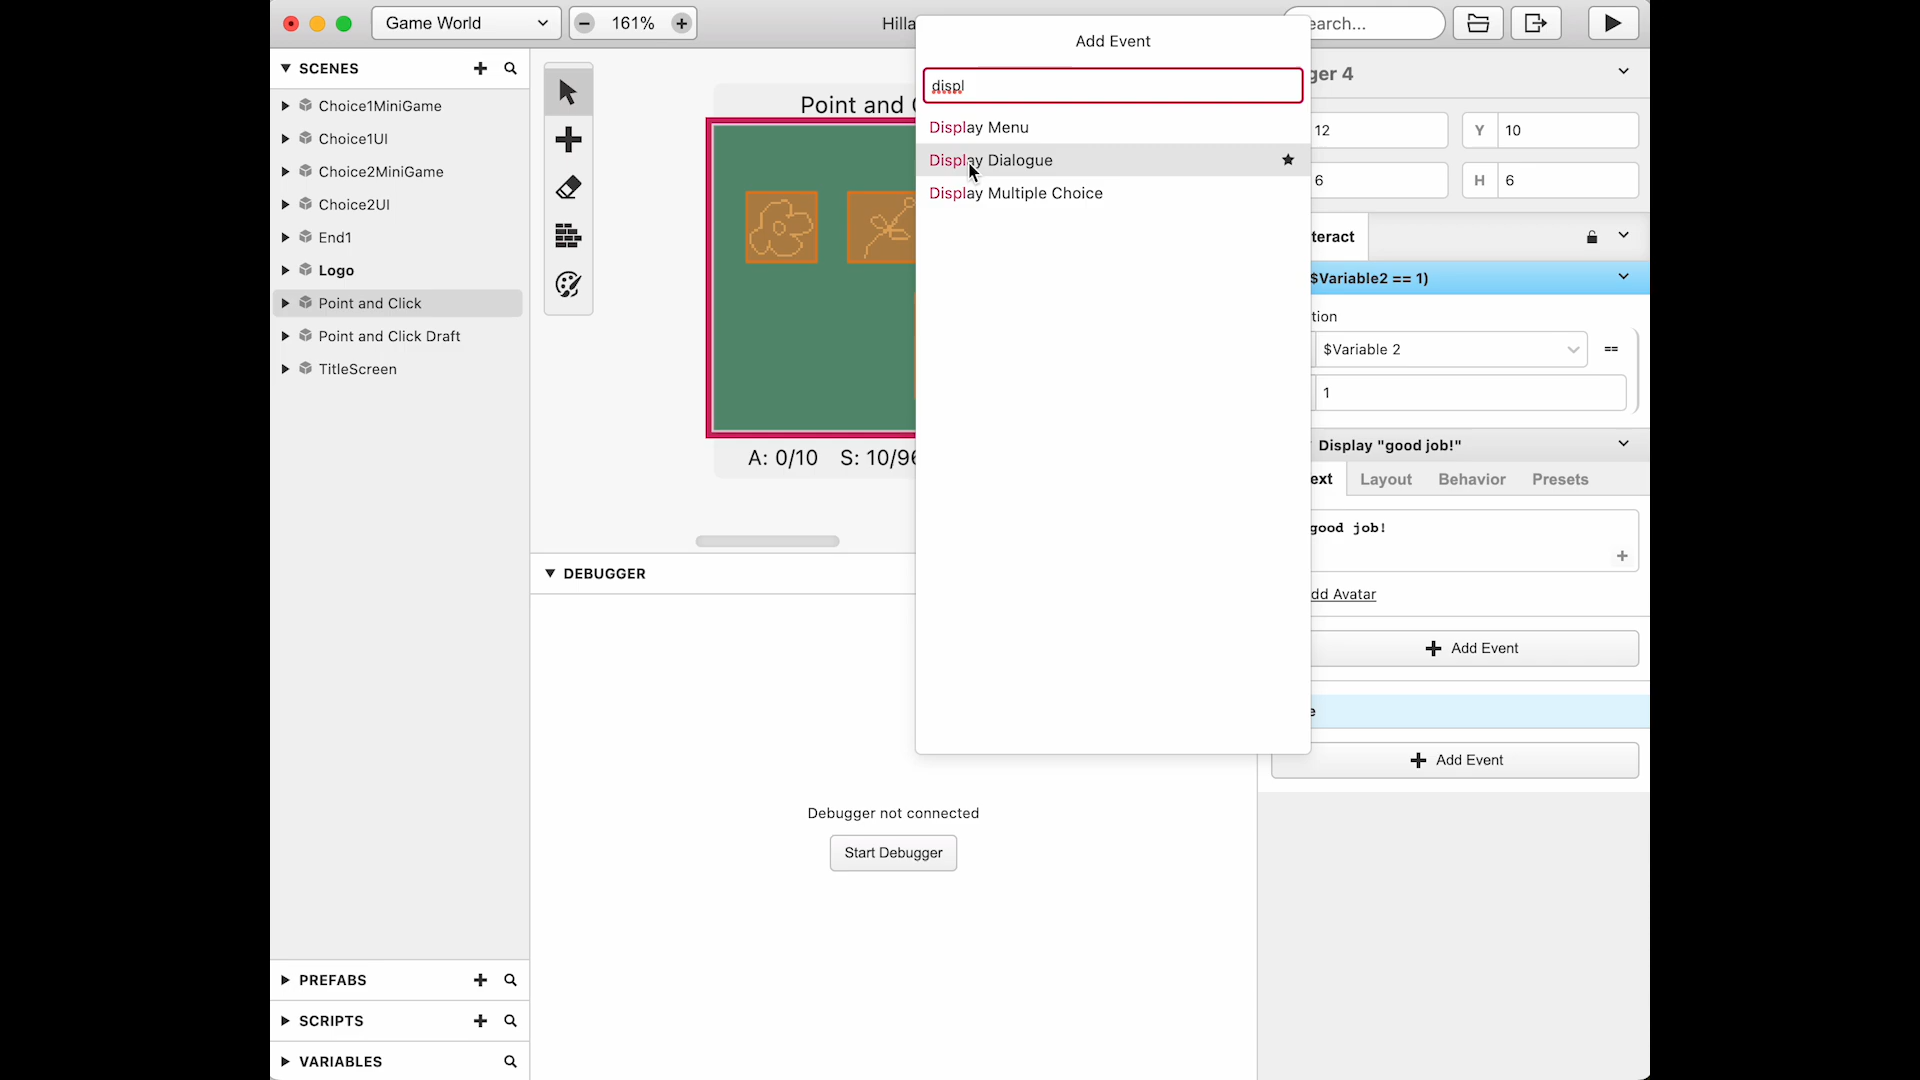 Game World
161%
Hilla
earch...
SCENES
Choice1MiniGame
Choice1UI
Choice2MiniGame
Choice2UI
End1
Logo
Point and Click
Point and Click Draft
TitleScreen
PREFABS
SCRIPTS
VARIABLES
Point and
A: 0/10 S: 10/96
DEBUGGER
Debugger not connected
Start Debugger
Add Event
displ
Display Menu
Display Dialogue
Display Multiple Choice
ger 4
12
Y 10
6
H 6
teract
$Variable2 == 1)
tion
$Variable 2 ==
1
Display "good job!"
ext Layout Behavior Presets
good job!
dd Avatar
Add Event
e
Add Event